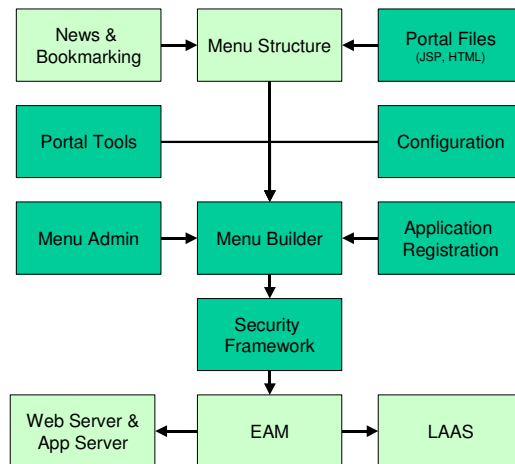 News &
Bookmarking
Menu Structure
Portal Files
(JSP, HTML)
Portal Tools
Configuration
Menu Admin
Menu Builder
Application
Registration
Security
Framework
Web Server &
App Server
EAM
LAAS